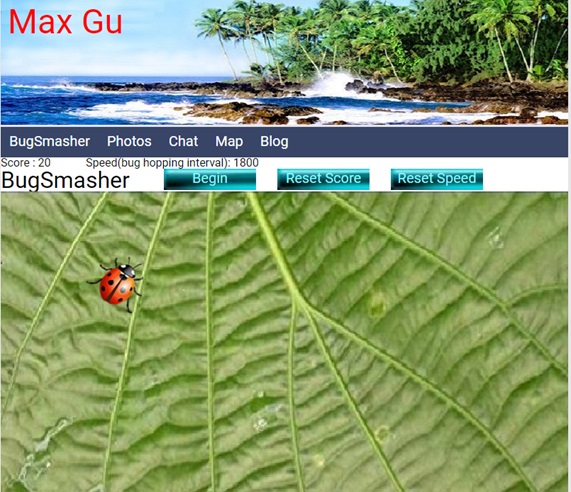 Max Gu
BugSmasher Photos Chat Map Blog
Score : 20 Speed(bug hopping interval): 1800
BugSmasher Begin Reset Score Reset Speed